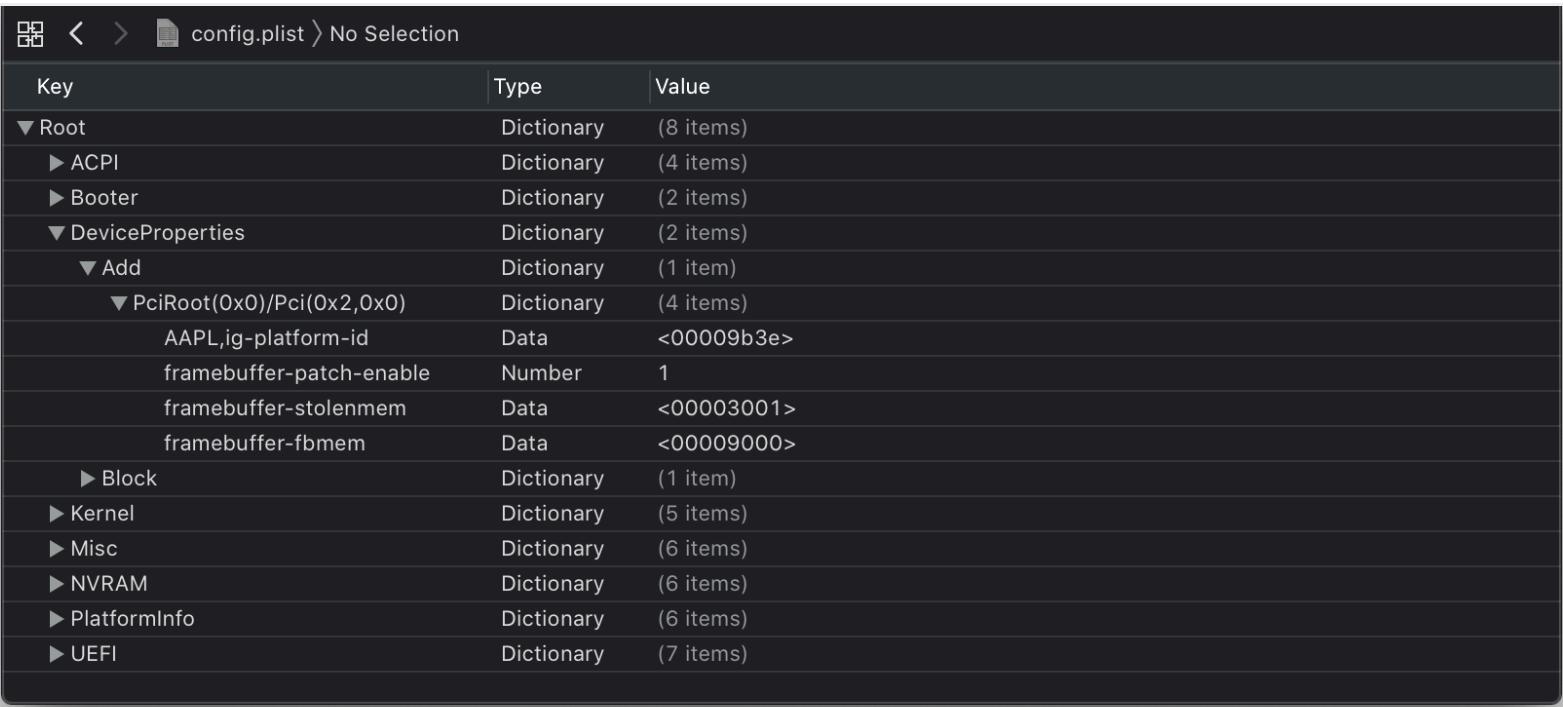 config.plist 〉 No Selection
Key Type Value
Root Dictionary (8 items)
ACPI Dictionary (4 items)
Booter Dictionary (2 items)
DeviceProperties Dictionary (2 items)
Add Dictionary (1 item)
PciRoot(0x0)/Pci(0x2,0x0) Dictionary (4 items)
AAPL,ig-platform-id Data <00009b3e>
framebuffer-patch-enable Number 1
framebuffer-stolenmem Data <00003001>
framebuffer-fbmem Data <00009000>
Block Dictionary (1 item)
Kernel Dictionary (5 items)
Misc Dictionary (6 items)
NVRAM Dictionary (6 items)
PlatformInfo Dictionary (6 items)
UEFI Dictionary (7 items)